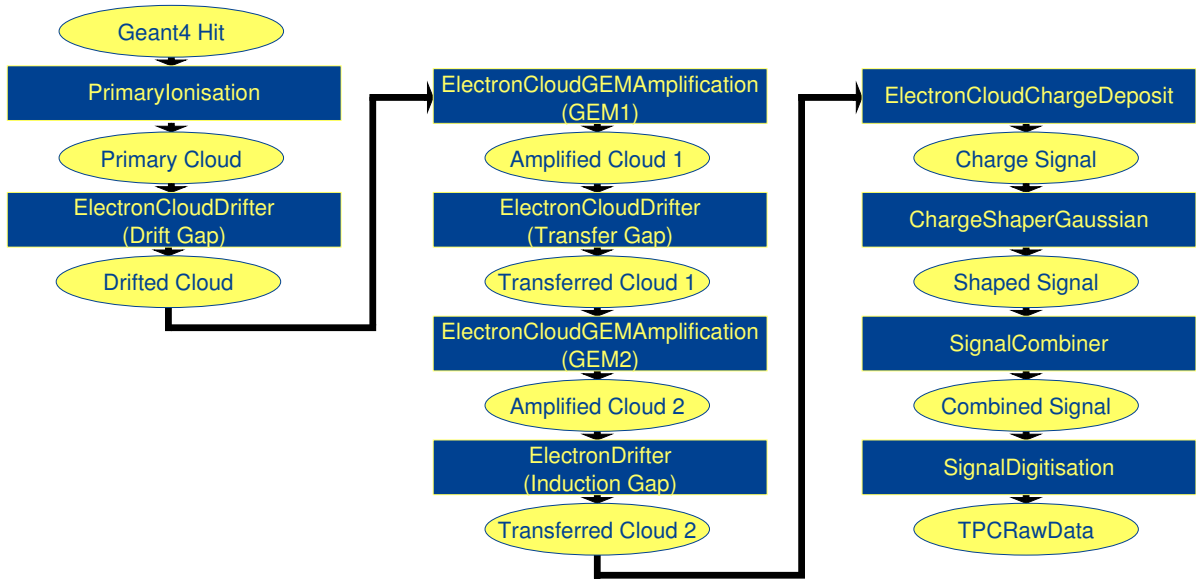 Geant4 Hit
PrimaryIonisation
Primary Cloud
ElectronCloudDrifter
(Drift Gap)
Drifted Cloud
ElectronCloudGEMAmplification
(GEM1)
Amplified Cloud 1
ElectronCloudDrifter
(Transfer Gap)
Transferred Cloud 1
ElectronCloudGEMAmplification
(GEM2)
Amplified Cloud 2
ElectronDrifter
(Induction Gap)
Transferred Cloud 2
ElectronCloudChargeDeposit
Charge Signal
ChargeShaperGaussian
Shaped Signal
SignalCombiner
Combined Signal
SignalDigitisation
TPCRawData